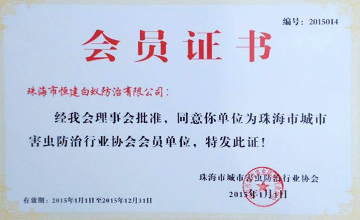 编号：2015014
会员证书
珠海市恒建白蚁防治有限公司：
经我会理事会批准，同意你单位为珠海市城市
害虫防治行业协会会员单位，特发此证！
珠海市城市害虫防治行业协会
2015年1月1日
有效期：2015年1月1日至2015年12月31日